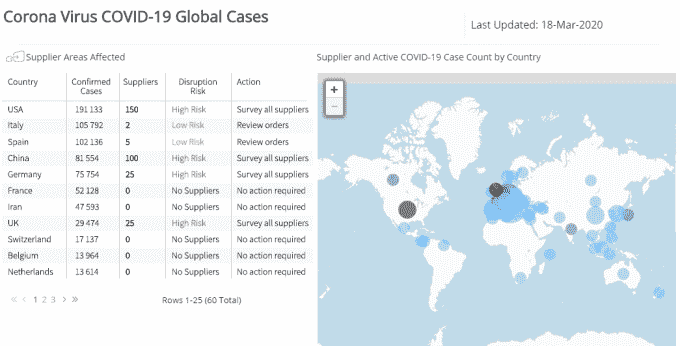 Corona Virus COVID-19 Global Cases
Last Updated: 18-Mar-2020
Supplier Areas Affected
Supplier and Active COVID-19 Case Count by Country
Country Confirmed Cases Suppliers Disruption Risk Action
USA 191 133 150 High Risk Survey all suppliers
Italy 105 792 2 Low Risk Review orders
Spain 102 136 5 Low Risk Review orders
China 81 554 100 High Risk Survey all suppliers
Germany 75 754 25 High Risk Survey all suppliers
France 52 128 0 No Suppliers No action required
Iran 47 593 0 No Suppliers No action required
UK 29 474 25 High Risk Survey all suppliers
Switzerland 17 137 0 No Suppliers No action required
Belgium 13 964 0 No Suppliers No action required
Netherlands 13 614 0 No Suppliers No action required
« < 1 2 3 > » Rows 1-25 (60 Total)
+
−